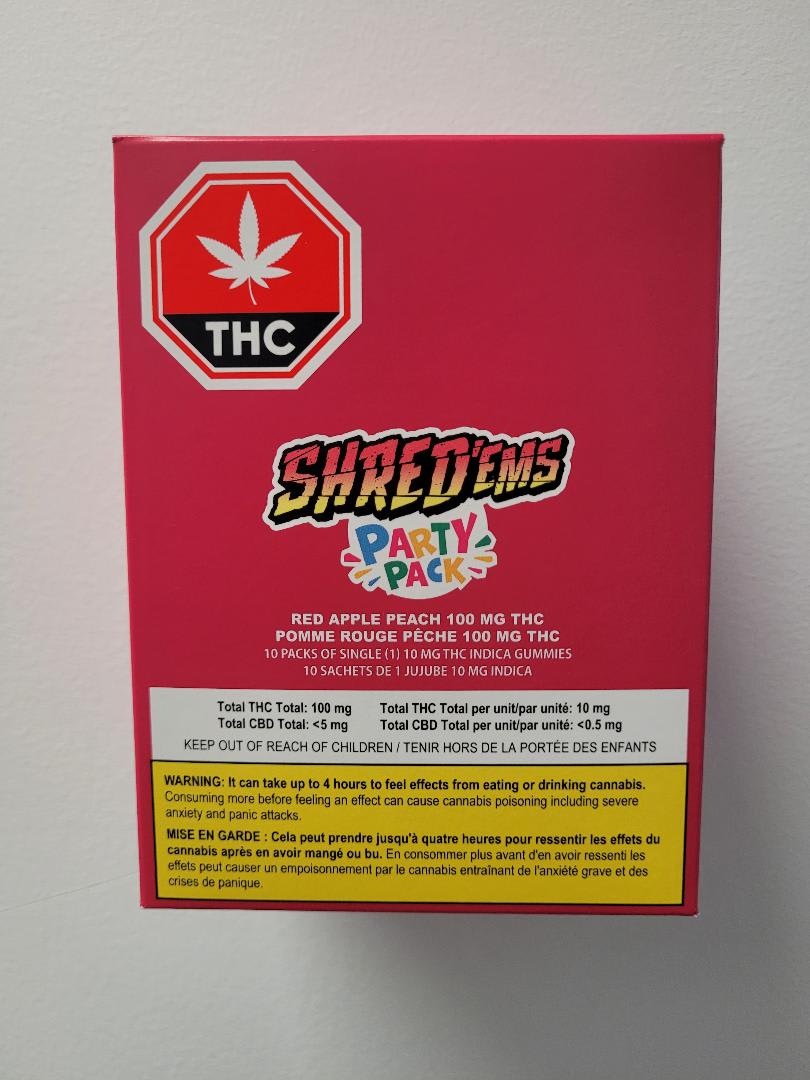 THC
SHRED'EMS
PARTY
PACK
RED APPLE PEACH 100 MG THC
POMME ROUGE PÊCHE 100 MG THC
10 PACKS OF SINGLE (1) 10 MG THC INDICA GUMMIES
10 SACHETS DE 1 JUJUBE 10 MG INDICA
Total THC Total: 100 mg Total THC Total per unit/par unité: 10 mg
Total CBD Total: <5 mg Total CBD Total per unit/par unité: <0.5 mg
KEEP OUT OF REACH OF CHILDREN / TENIR HORS DE LA PORTÉE DES ENFANTS
WARNING: It can take up to 4 hours to feel effects from eating or drinking cannabis.
Consuming more before feeling an effect can cause cannabis poisoning including severe
anxiety and panic attacks.
MISE EN GARDE : Cela peut prendre jusqu'à quatre heures pour ressentir les effets du
cannabis après en avoir mangé ou bu. En consommer plus avant d'en avoir ressenti les
effets peut causer un empoisonnement par le cannabis entraînant de l'anxiété grave et des
crises de panique.